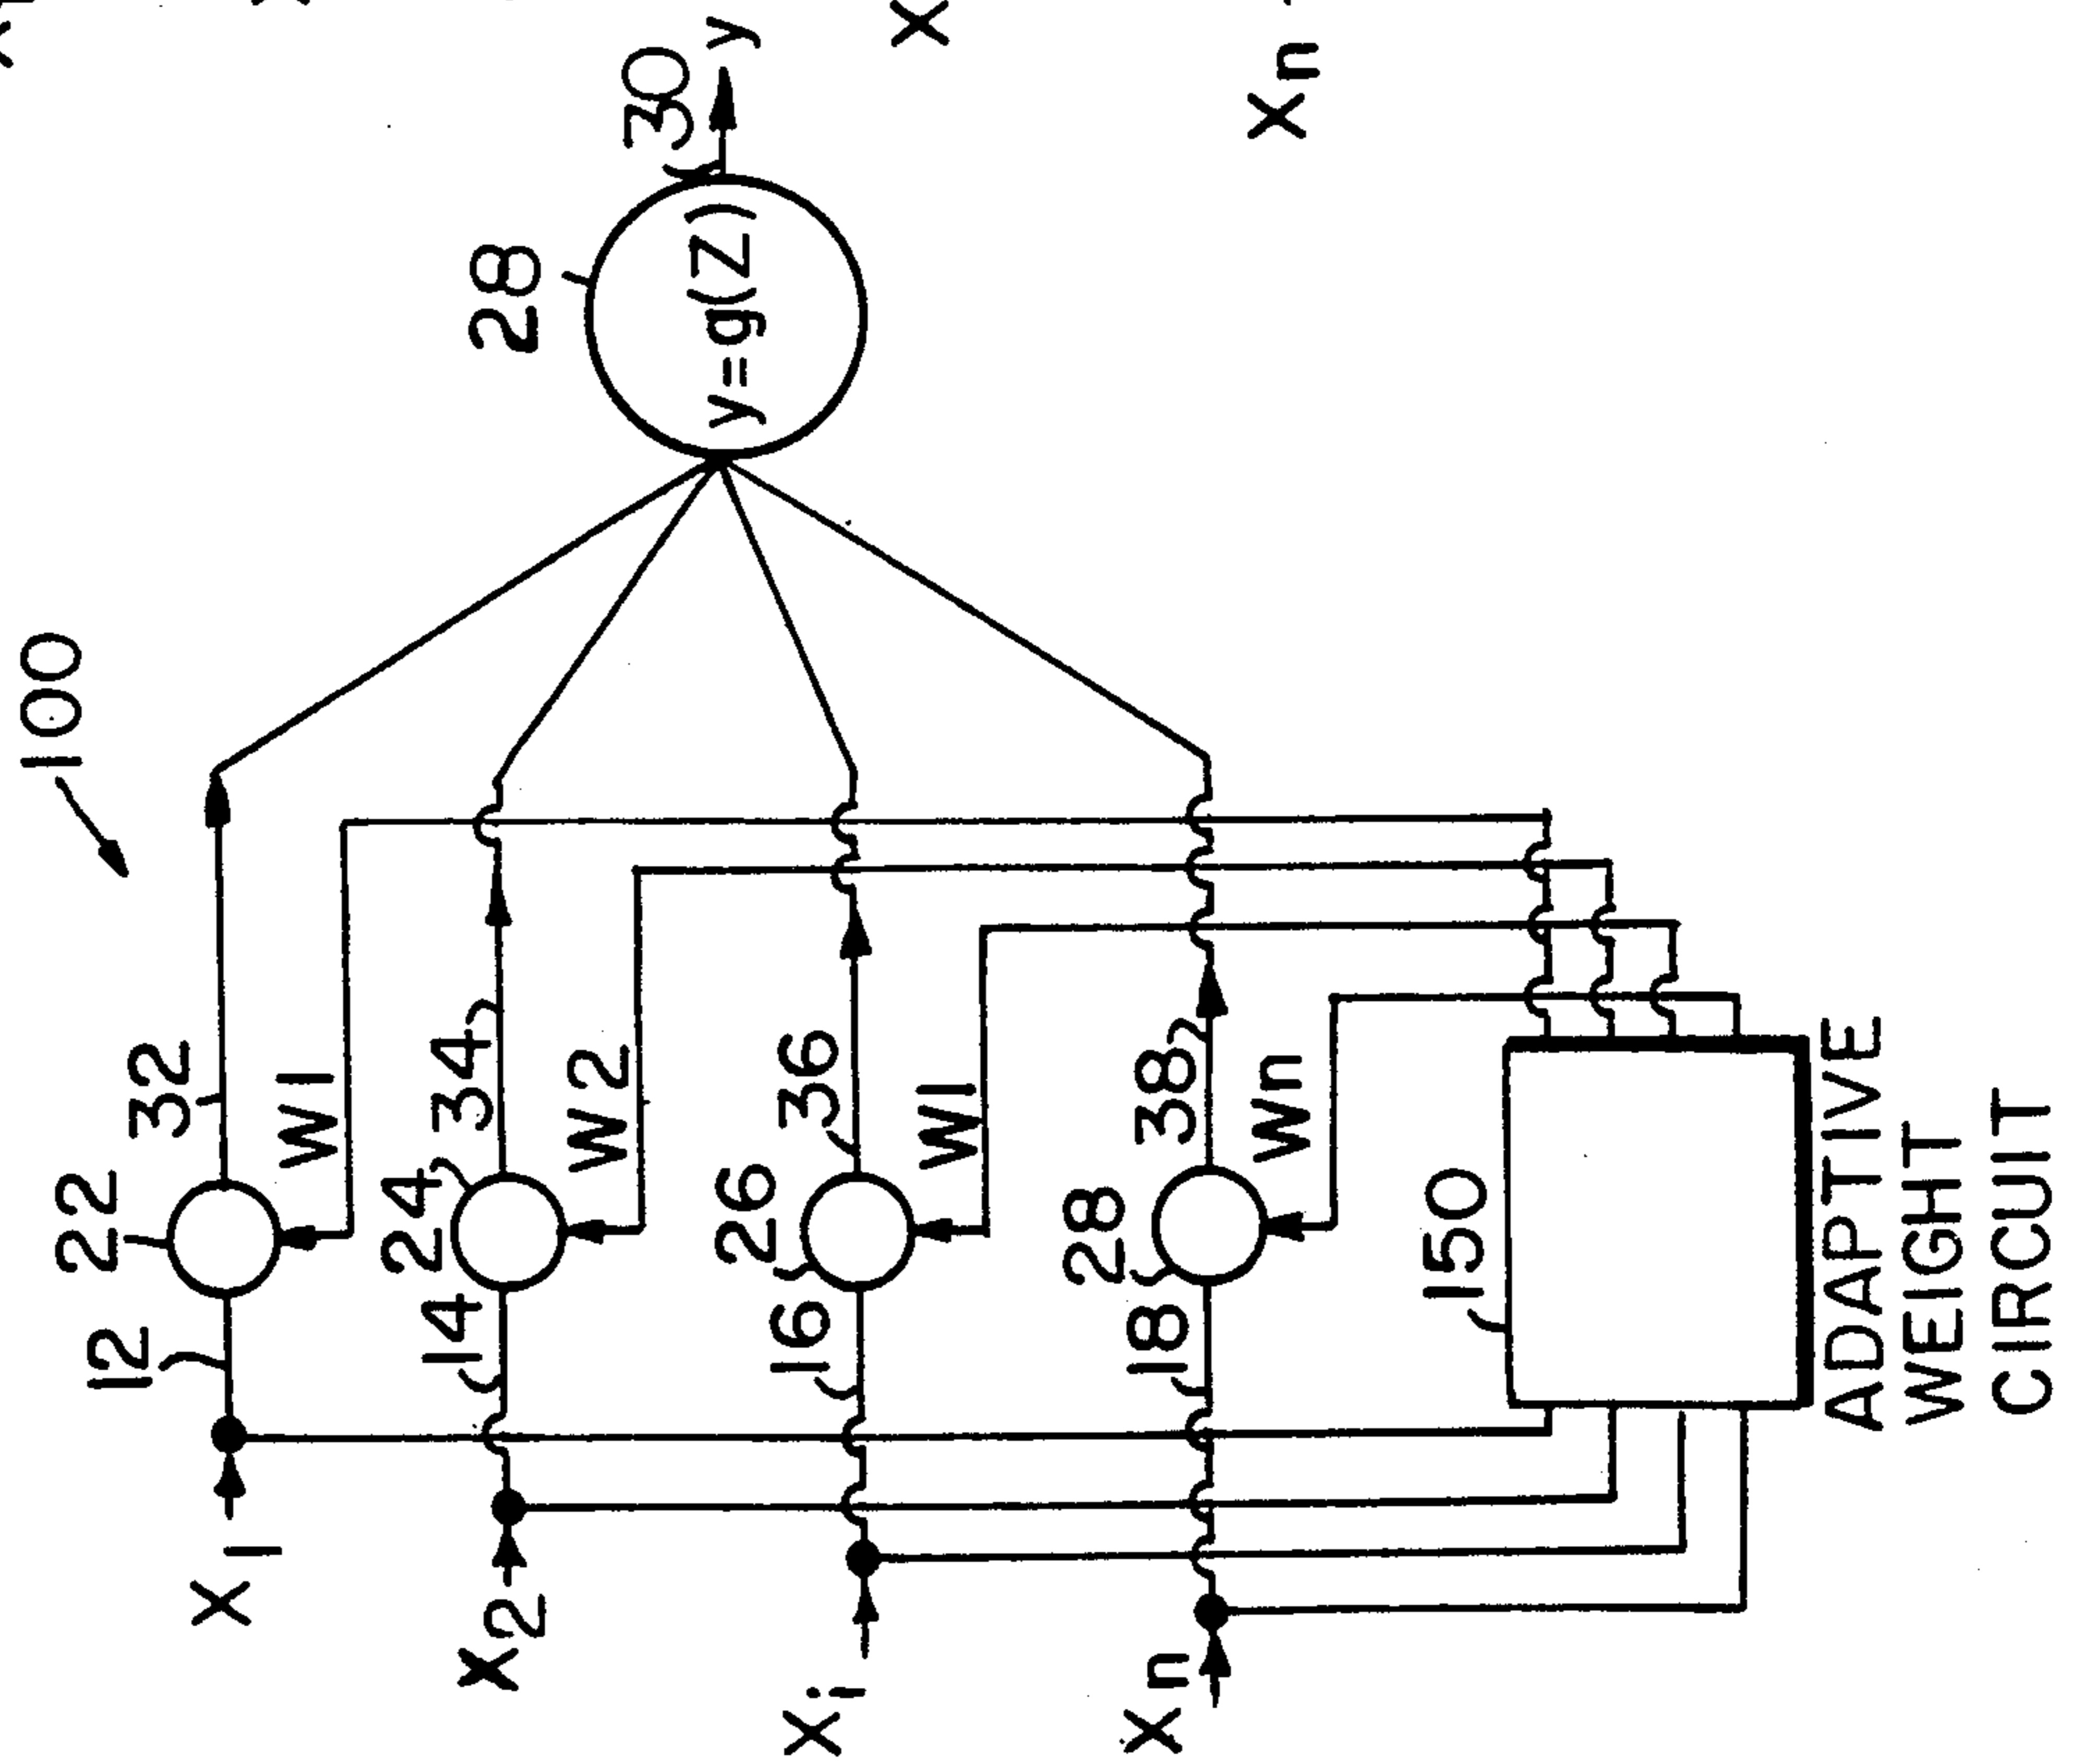 100
X1
12
22
32
W1
X2
14
24
34
W2
Xi
16
26
36
W1
Xn
18
28
38
Wn
28
y=g(Z)
30
y
150
ADAPTIVE
WEIGHT
CIRCUIT
X
Xn